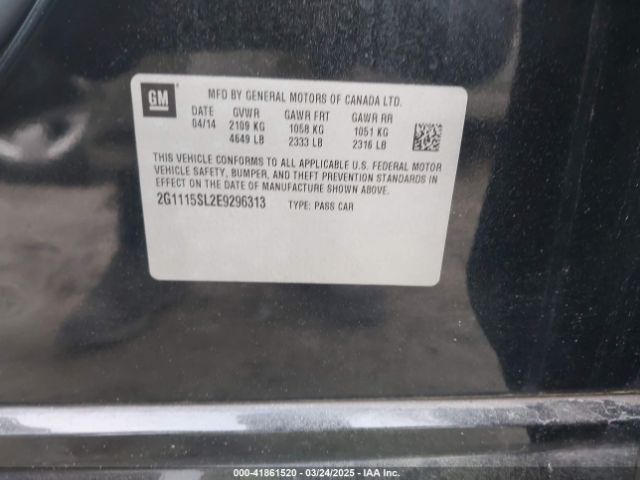 GM
MFD BY GENERAL MOTORS OF CANADA LTD.
DATE GVWR GAWR FRT GAWR RR
04/14 2109 KG 1058 KG 1051 KG
4649 LB 2333 LB 2316 LB
THIS VEHICLE CONFORMS TO ALL APPLICABLE U.S. FEDERAL MOTOR
VEHICLE SAFETY, BUMPER, AND THEFT PREVENTION STANDARDS IN
EFFECT ON THE DATE OF MANUFACTURE SHOWN ABOVE.
2G1115SL2E9296313 TYPE: PASS CAR
000-41861520 — 03/24/2025 — IAAI.COM